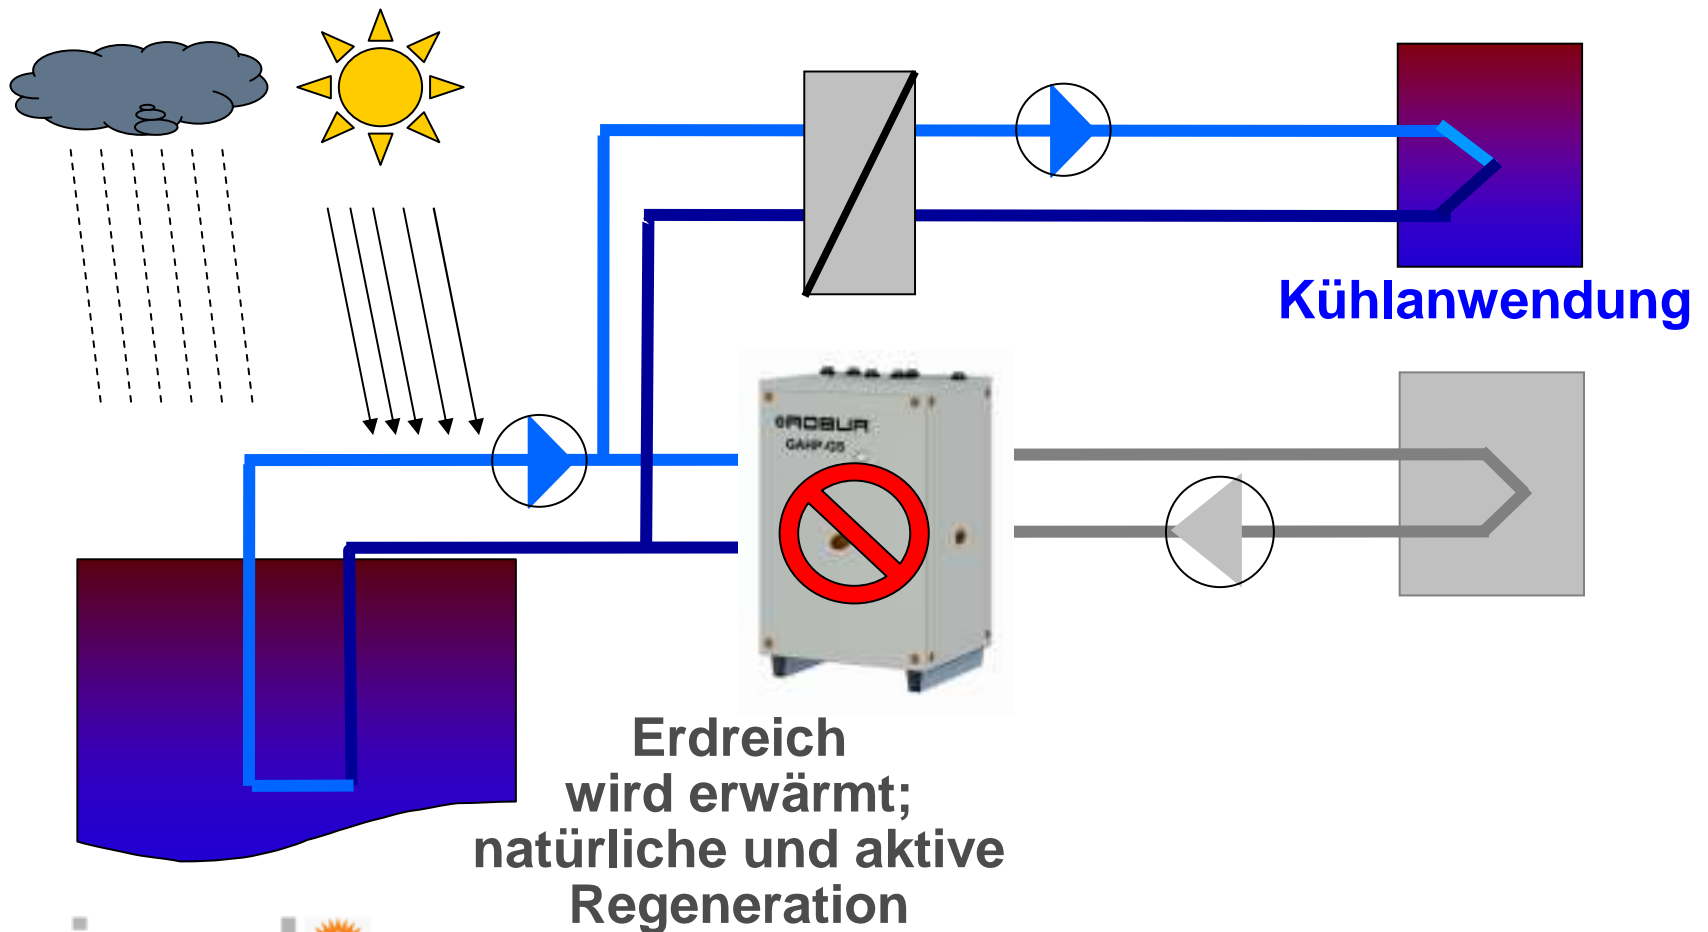 Kühlanwendung
ROBUR
GAHP-GS
Erdreich
wird erwärmt;
natürliche und aktive
Regeneration